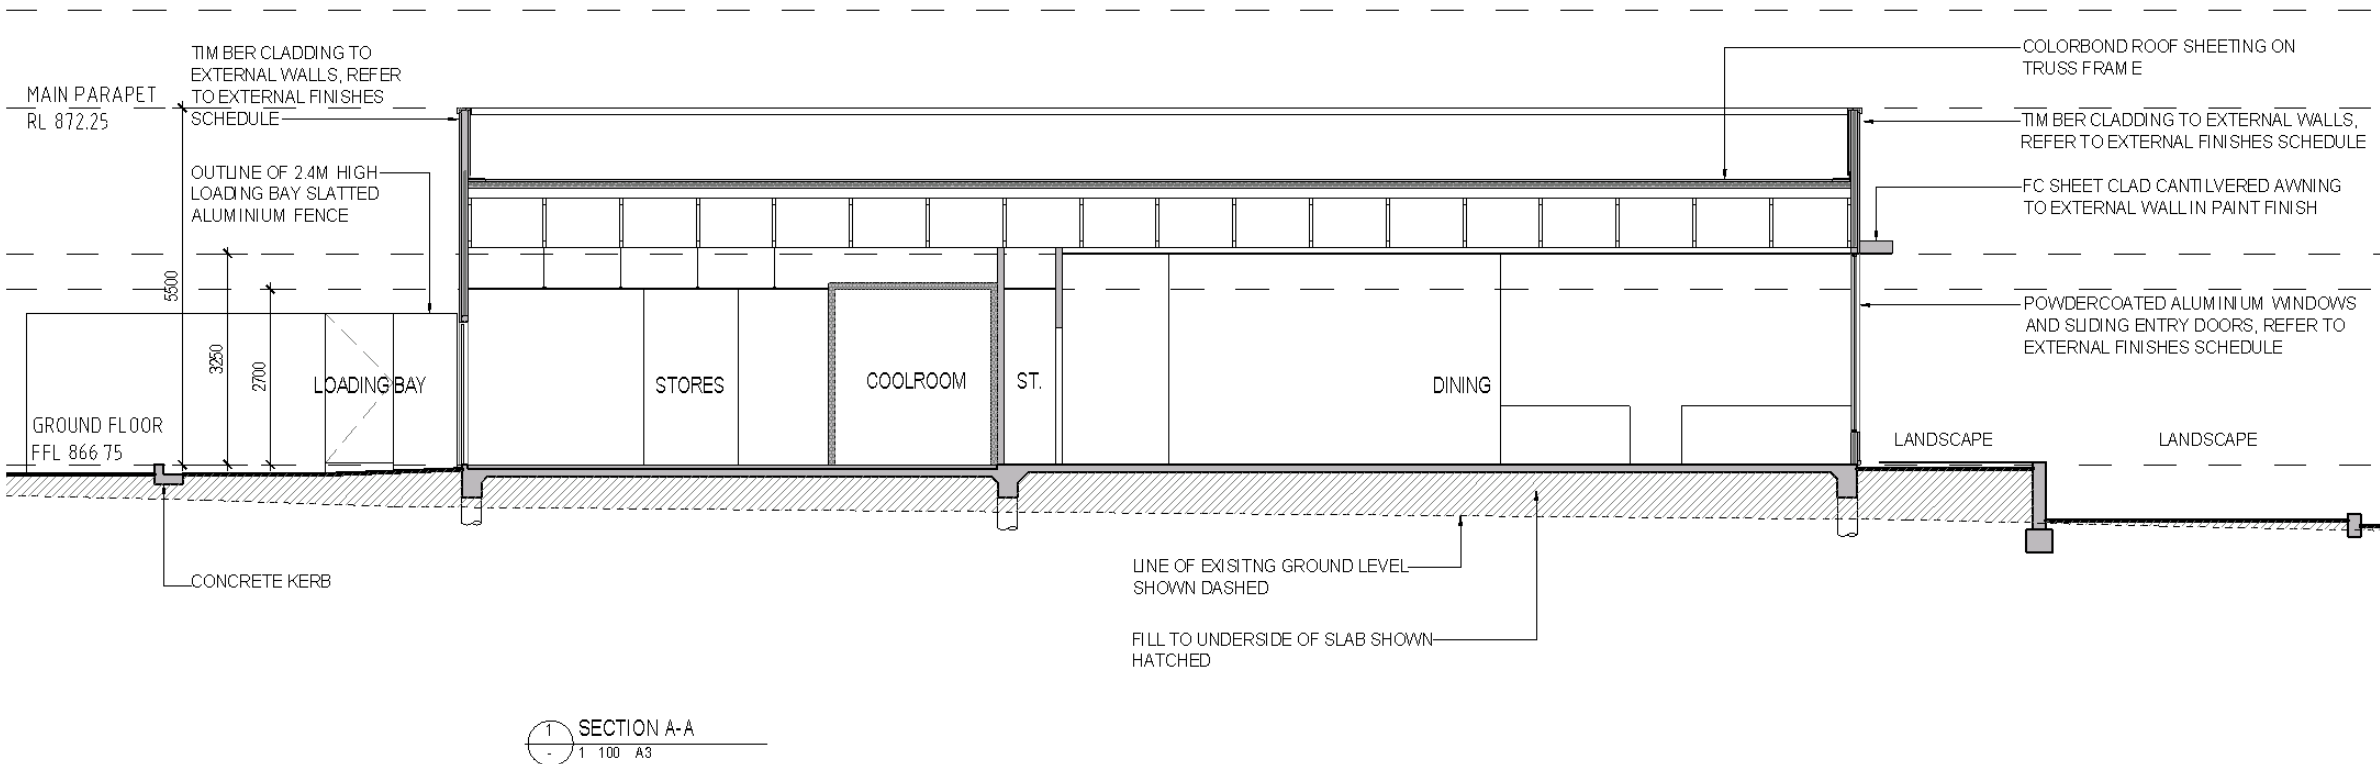 TIMBER CLADDING TO
EXTERNAL WALLS, REFER
TO EXTERNAL FINISHES
SCHEDULE
MAIN PARAPET
RL 872.25
OUTLINE OF 2.4M HIGH
LOADING BAY SLATTED
ALUMINIUM FENCE
COLORBOND ROOF SHEETING ON
TRUSS FRAME
TIMBER CLADDING TO EXTERNAL WALLS,
REFER TO EXTERNAL FINISHES SCHEDULE
FC SHEET CLAD CANTILVERED AWNING
TO EXTERNAL WALL IN PAINT FINISH
POWDERCOATED ALUMINIUM WINDOWS
AND SLIDING ENTRY DOORS, REFER TO
EXTERNAL FINISHES SCHEDULE
5500
3250
2700
LOADING BAY
STORES
COOLROOM
ST.
DINING
GROUND FLOOR
FFL 866 75
LANDSCAPE
LANDSCAPE
CONCRETE KERB
LINE OF EXISITNG GROUND LEVEL
SHOWN DASHED
FILL TO UNDERSIDE OF SLAB SHOWN
HATCHED
1
-
SECTION A-A
1 100 A3